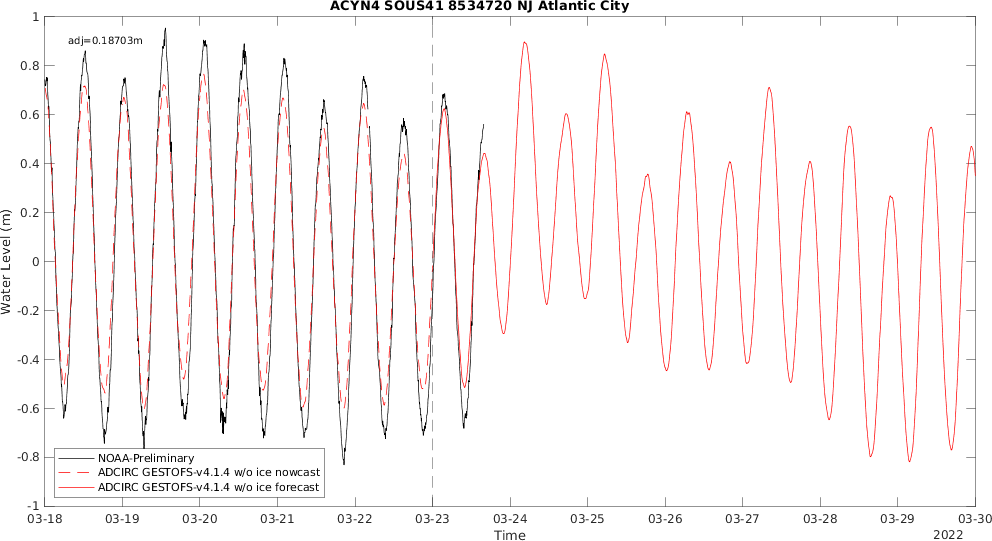 ACYN4 SOUS41 8534720 NJ Atlantic City
adj=0.18703m
1
0.8
0.6
0.4
0.2
0
-0.2
-0.4
-0.6
-0.8
-1
Water Level (m)
NOAA-Preliminary
ADCIRC GESTOFS-v4.1.4 w/o ice nowcast
ADCIRC GESTOFS-v4.1.4 w/o ice forecast
03-18 03-19 03-20 03-21 03-22 03-23 03-24 03-25 03-26 03-27 03-28 03-29 03-30
Time
2022